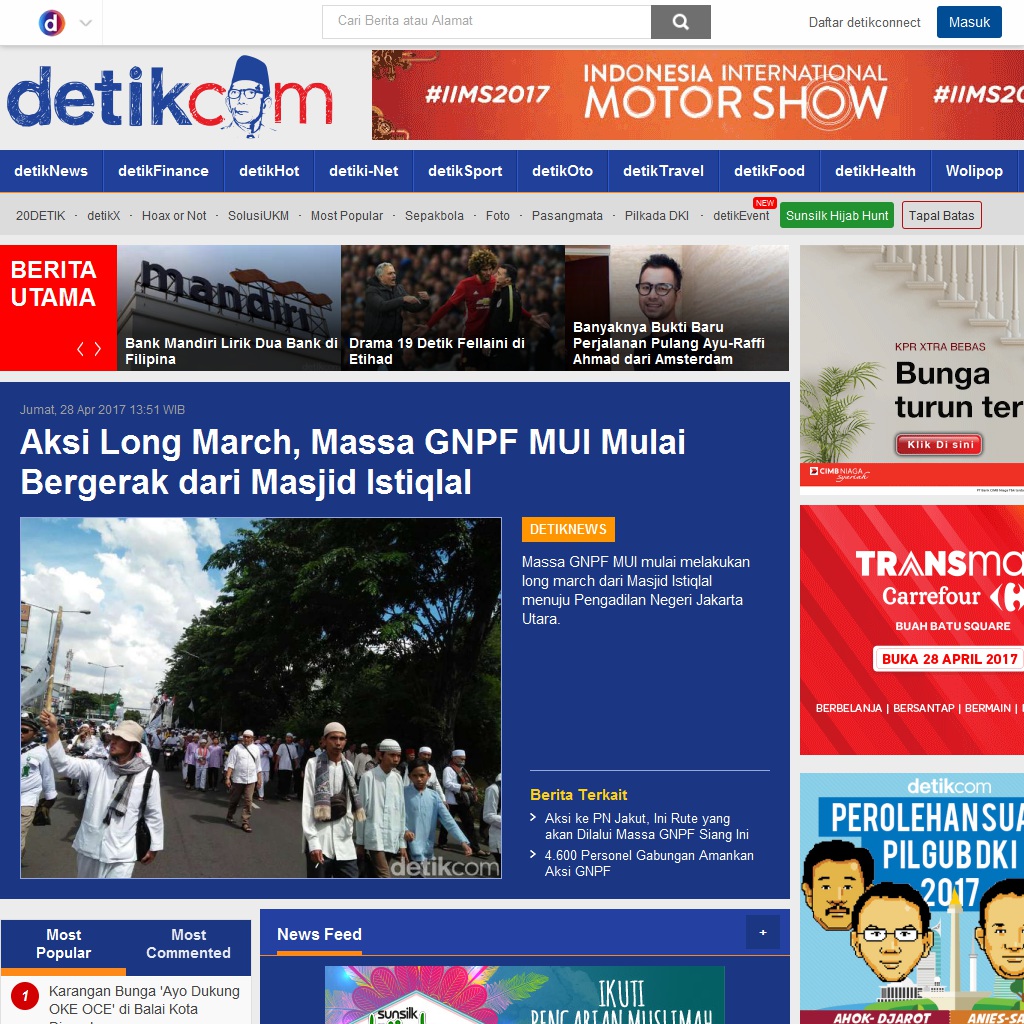 d
Cari Berita atau Alamat
Daftar detikconnect
Masuk
detikcom
#IIMS2017
INDONESIA INTERNATIONAL
MOTOR SHOW
#IIMS20
detikNews
detikFinance
detikHot
detiki-Net
detikSport
detikOto
detikTravel
detikFood
detikHealth
Wolipop
20DETIK · detikX · Hoax or Not · SolusiUKM · Most Popular · Sepakbola · Foto · Pasangmata · Pilkada DKI · detikEvent
NEW
Sunsilk Hijab Hunt
Tapal Batas
BERITA
UTAMA
mandiri
Bank Mandiri Lirik Dua Bank di
Filipina
Drama 19 Detik Fellaini di
Etihad
Banyaknya Bukti Baru
Perjalanan Pulang Ayu-Raffi
Ahmad dari Amsterdam
KPR XTRA BEBAS
Bunga
turun ter
Klik Di sini
CIMB NIAGA
Syariah
Jumat, 28 Apr 2017 13:51 WIB
Aksi Long March, Massa GNPF MUI Mulai
Bergerak dari Masjid Istiqlal
DETIKNEWS
Massa GNPF MUI mulai melakukan
long march dari Masjid Istiqlal
menuju Pengadilan Negeri Jakarta
Utara.
detikcom
Berita Terkait
Aksi ke PN Jakut, Ini Rute yang
akan Dilalui Massa GNPF Siang Ini
4.600 Personel Gabungan Amankan
Aksi GNPF
TRANSma
Carrefour
BUAH BATU SQUARE
BUKA 28 APRIL 2017
BERBELANJA | BERSANTAP | BERMAIN |
detikcom
PEROLEHAN SUA
PILGUB DKI
2017
AHOK- DJAROT
ANIES-SA
Most
Popular
Most
Commented
1
Karangan Bunga 'Ayo Dukung
OKE OCE' di Balai Kota
News Feed
+
sunsilk
IKUTI
PENCARIAN MUSLIMAH